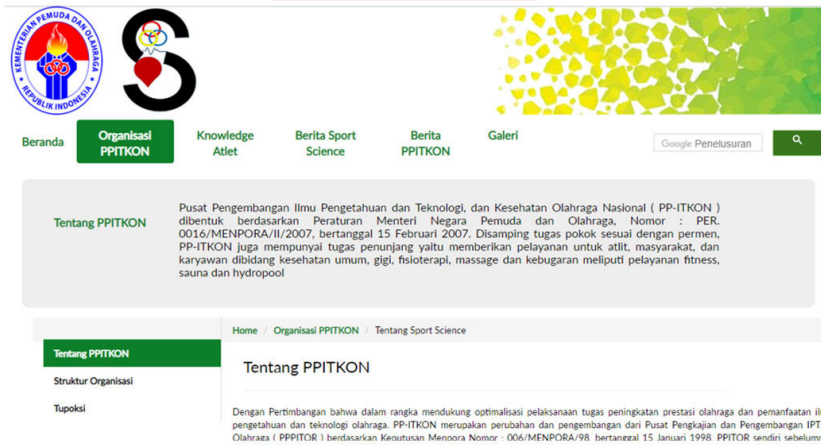 KEMENTERIAN PEMUDA DAN OLAHRAGA
REPUBLIK INDONESIA
Beranda
Organisasi
PPITKON
Knowledge
Atlet
Berita Sport
Science
Berita
PPITKON
Galeri
Google Penelusuran
Tentang PPITKON
Pusat Pengembangan Ilmu Pengetahuan dan Teknologi, dan Kesehatan Olahraga Nasional ( PP-ITKON )
dibentuk berdasarkan Peraturan Menteri Negara Pemuda dan Olahraga, Nomor : PER.
0016/MENPORA/II/2007, bertanggal 15 Februari 2007. Disamping tugas pokok sesuai dengan permen,
PP-ITKON juga mempunyai tugas penunjang yaitu memberikan pelayanan untuk atlit, masyarakat, dan
karyawan dibidang kesehatan umum, gigi, fisioterapi, massage dan kebugaran meliputi pelayanan fitness,
sauna dan hydropool
Home / Organisasi PPITKON / Tentang Sport Science
Tentang PPITKON
Struktur Organisasi
Tupoksi
Tentang PPITKON
Dengan Pertimbangan bahwa dalam rangka mendukung optimalisasi pelaksanaan tugas peningkatan prestasi olahraga dan pemanfaatan
pengetahuan dan teknologi olahraga. PP-ITKON merupakan perubahan dan pengembangan dari Pusat Pengkajian dan Pengembangan IPT
Olahraga ( PPPITOR ) berdasarkan Keputusan Menpora Nomor : 006/MENPORA/98, bertanggal 15 Januari 1998. PPITOR sendiri